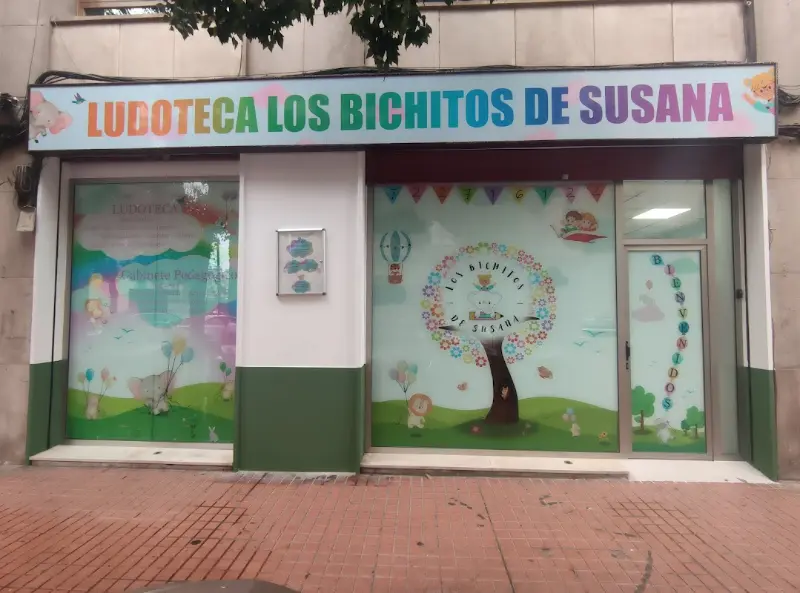 LUDOTECA LOS BICHITOS DE SUSANA
LUDOTECA
Gabinete Pedagógico
LOS BICHITOS
DE SUSANA
BIENVENIDOS